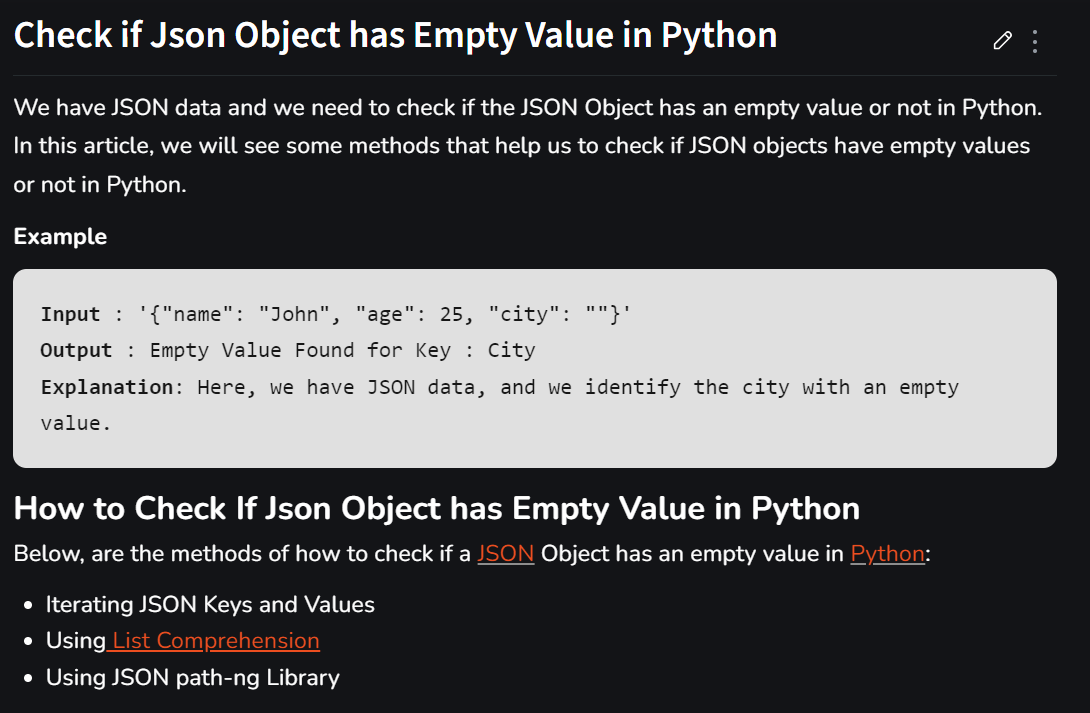 Check if Json Object has Empty Value in Python
We have JSON data and we need to check if the JSON Object has an empty value or not in Python.
In this article, we will see some methods that help us to check if JSON objects have empty values
or not in Python.
Example
Input : '{"name": "John", "age": 25, "city": ""}'
Output : Empty Value Found for Key : City
Explanation: Here, we have JSON data, and we identify the city with an empty
value.
How to Check If Json Object has Empty Value in Python
Below, are the methods of how to check if a JSON Object has an empty value in Python:
• Iterating JSON Keys and Values
• Using List Comprehension
• Using JSON path-ng Library